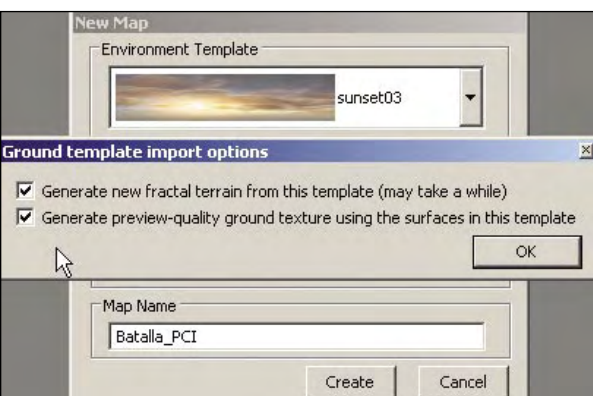 New Map
Environment Template
sunset03
Ground template import options
Generate new fractal terrain from this template (may take a while)
Generate preview-quality ground texture using the surfaces in this template
OK
Map Name
Batalla_PCI
Create
Cancel